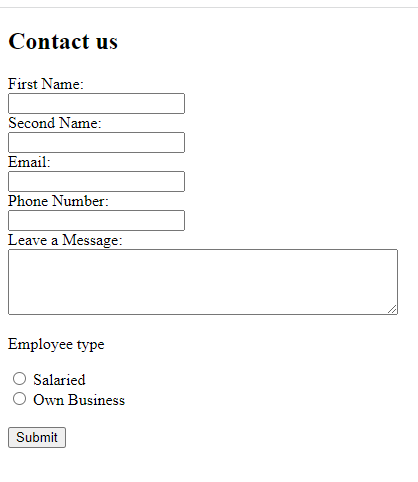 Contact us
First Name:
Second Name:
Email:
Phone Number:
Leave a Message:
Employee type
Salaried
Own Business
Submit